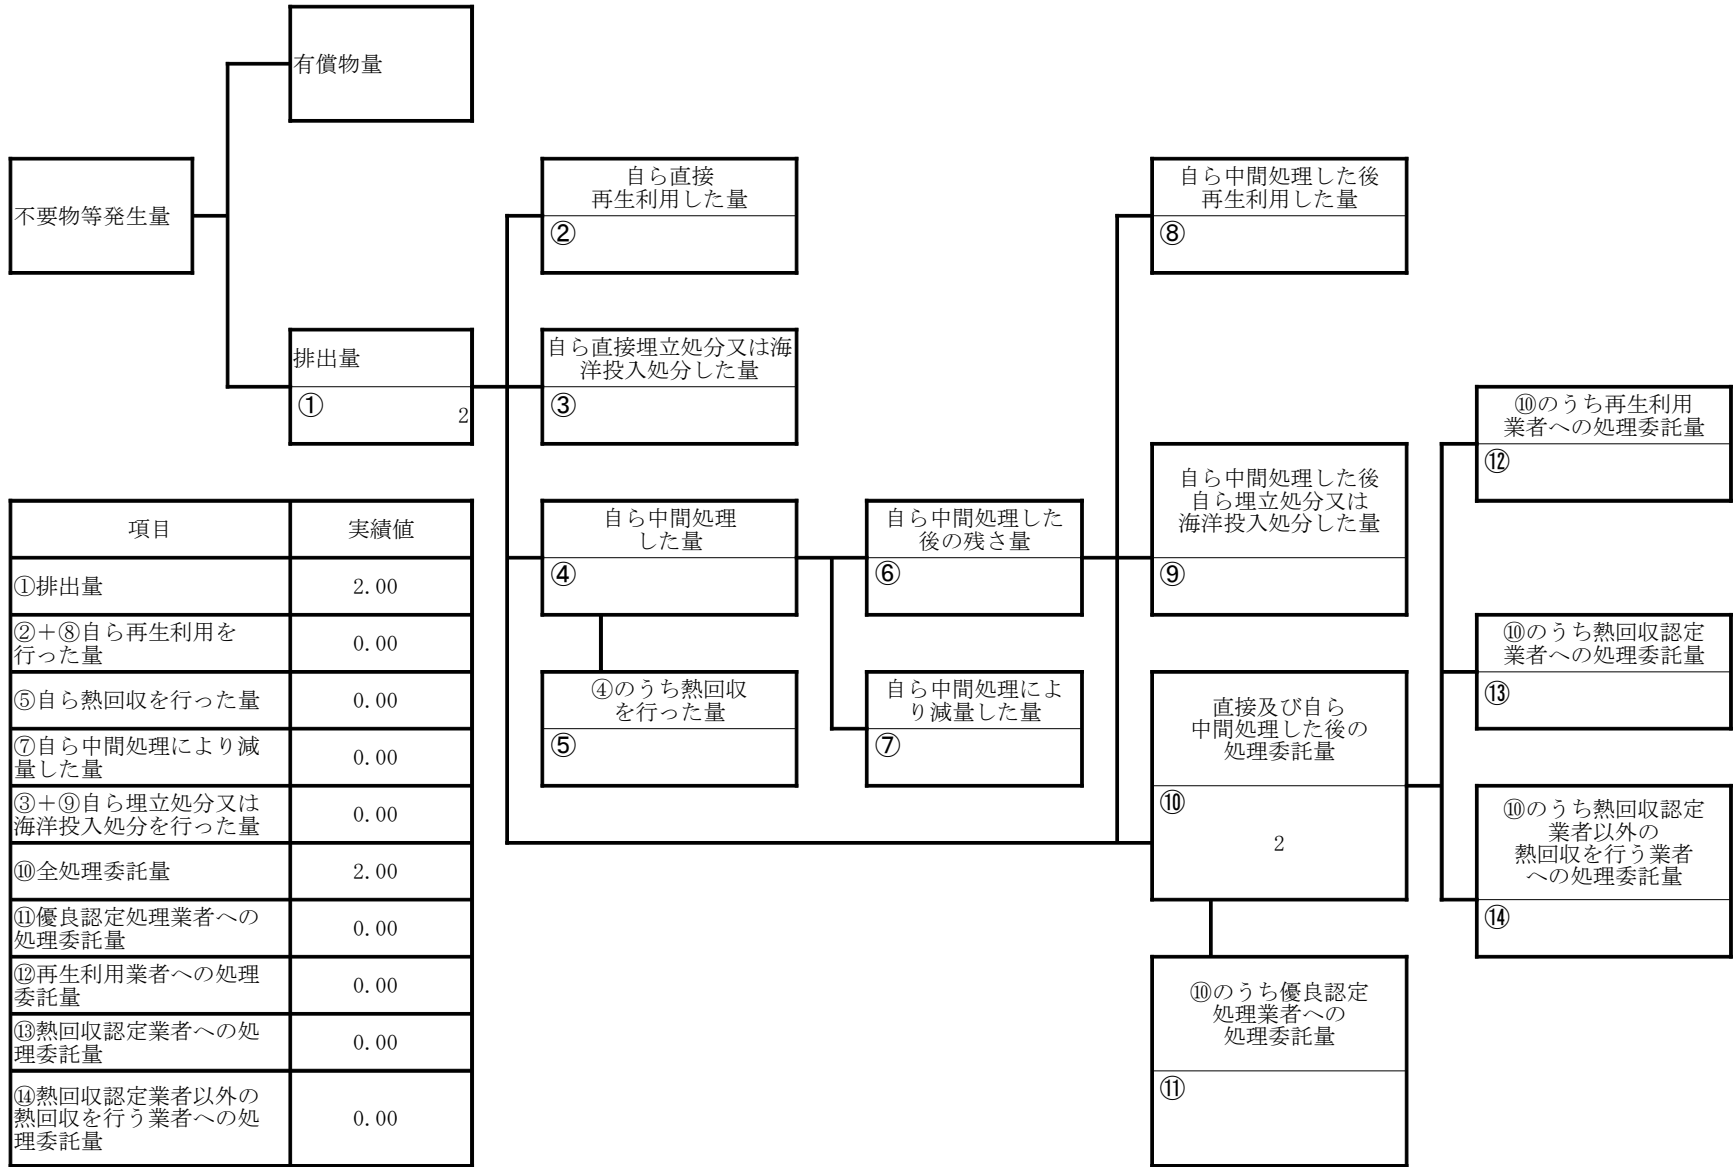 有償物量
不要物等発生量
自ら直接
再生利用した量
②
自ら中間処理した後
再生利用した量
⑧
排出量
①
2
自ら直接埋立処分又は海
洋投入処分した量
③
⑩のうち再生利用
業者への処理委託量
⑫
自ら中間処理
した量
④
自ら中間処理した
後の残さ量
⑥
自ら中間処理した後
自ら埋立処分又は
海洋投入処分した量
⑨
⑩のうち熱回収認定
業者への処理委託量
⑬
④のうち熱回収
を行った量
⑤
自ら中間処理によ
り減量した量
⑦
直接及び自ら
中間処理した後の
処理委託量
⑩
2
⑩のうち熱回収認定
業者以外の
熱回収を行う業者
への処理委託量
⑭
⑩のうち優良認定
処理業者への
処理委託量
⑪
項目
実績値
①排出量
2.00
②+⑧自ら再生利用を
行った量
0.00
⑤自ら熱回収を行った量
0.00
⑦自ら中間処理により減
量した量
0.00
③+⑨自ら埋立処分又は
海洋投入処分を行った量
0.00
⑩全処理委託量
2.00
⑪優良認定処理業者への
処理委託量
0.00
⑫再生利用業者への処理
委託量
0.00
⑬熱回収認定業者への処
理委託量
0.00
⑭熱回収認定業者以外の
熱回収を行う業者への処
理委託量
0.00